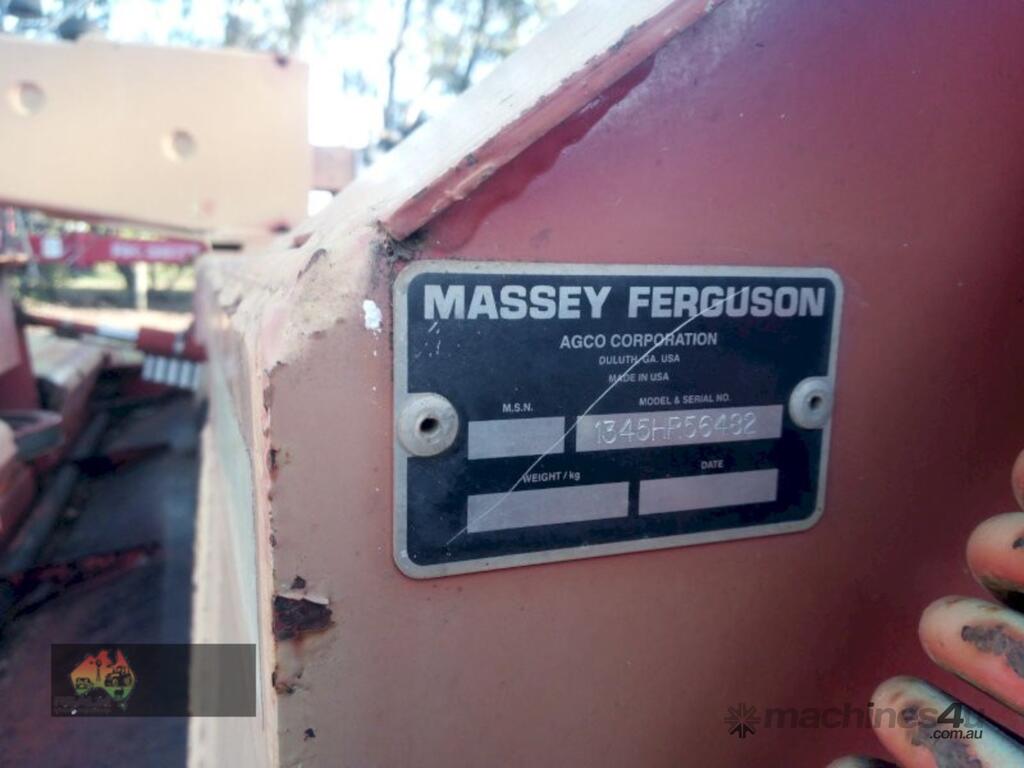 MASSEY FERGUSON
AGCO CORPORATION
DULUTH, GA. USA
MADE IN USA
M.S.N.
MODEL & SERIAL NO.
1345HP56482
WEIGHT / kg
DATE
machines4u
.com.au